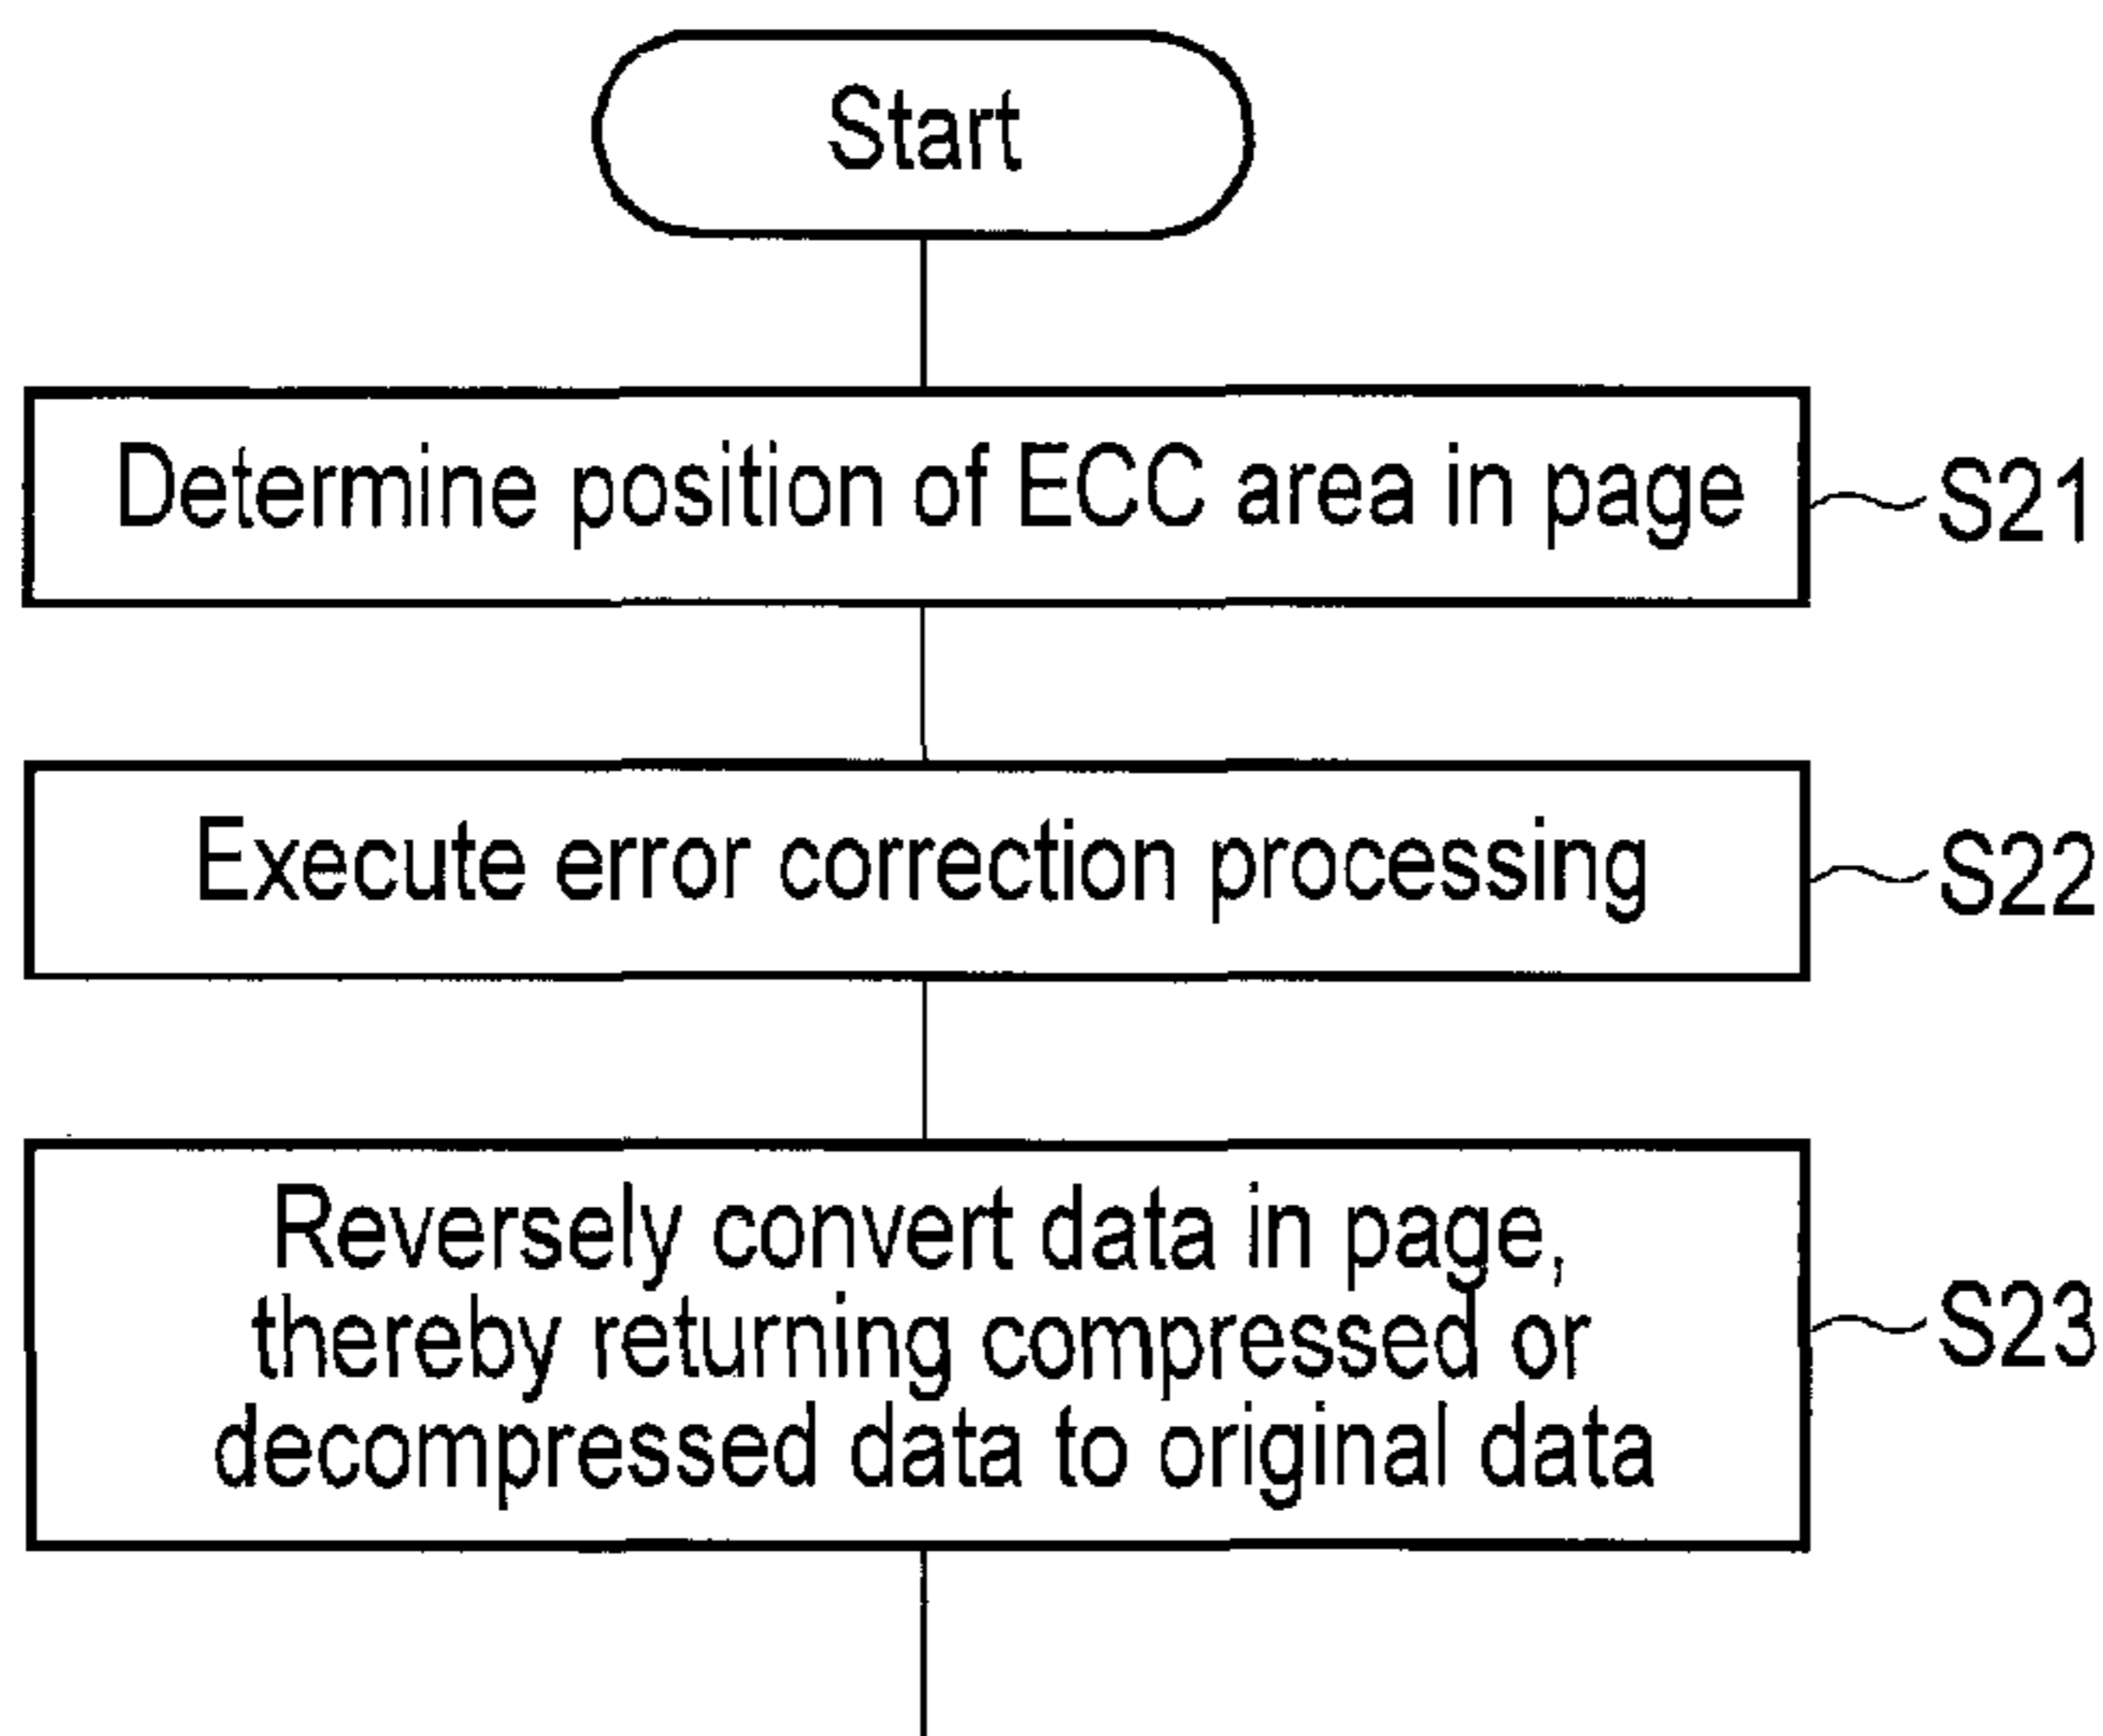 Start
Determine position of ECC area in page
S21
Execute error correction processing
S22
Reversely convert data in page,
thereby returning compressed or
decompressed data to original data
S23